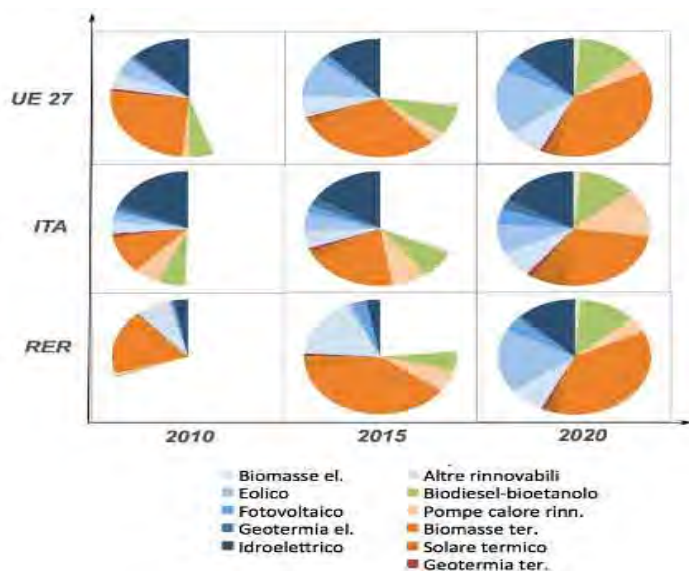 UE 27
ITA
RER
2010 2015 2020
Biomasse el.
Eolico
Fotovoltaico
Geotermia el.
Idroelettrico
Altre rinnovabili
Biodiesel-bioetanolo
Pompe calore rinn.
Biomasse ter.
Solare termico
Geotermia ter.